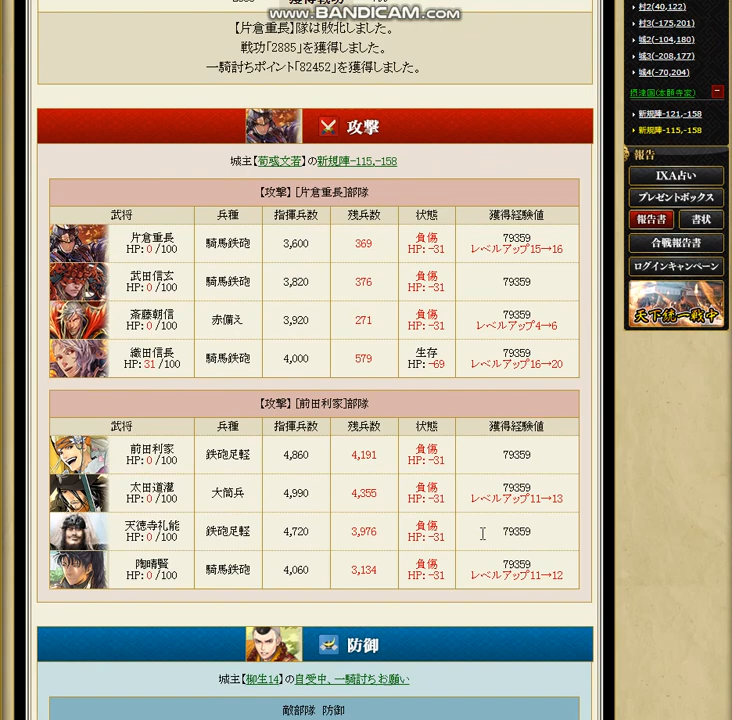 www.BANDICAM.com
【片倉重長】隊は敗北しました。
戦功「2885」を獲得しました。
一騎討ちポイント「82452」を獲得しました。
攻撃
城主【荀彧文若】の新規陣-115,-158
【攻撃】 [片倉重長]部隊
武将 兵種 指揮兵数 残兵数 状態 獲得経験値
片倉重長 HP: 0 /100 騎馬鉄砲 3,600 369 負傷 HP: -31 79359 レベルアップ15→16
武田信玄 HP: 0 /100 騎馬鉄砲 3,820 376 負傷 HP: -31 79359
斎藤朝信 HP: 0 /100 赤備え 3,920 271 負傷 HP: -31 79359 レベルアップ4→6
織田信長 HP: 31 /100 騎馬鉄砲 4,000 579 生存 HP: -69 79359 レベルアップ16→20
【攻撃】 [前田利家]部隊
武将 兵種 指揮兵数 残兵数 状態 獲得経験値
前田利家 HP: 0 /100 鉄砲足軽 4,860 4,191 負傷 HP: -31 79359
太田道灌 HP: 0 /100 大筒兵 4,990 4,355 負傷 HP: -31 79359 レベルアップ11→13
天徳寺礼能 HP: 0 /100 鉄砲足軽 4,720 3,976 負傷 HP: -31 79359
陶晴賢 HP: 0 /100 騎馬鉄砲 4,060 3,134 負傷 HP: -31 79359 レベルアップ11→12
防御
城主【柳生14】の自受中、一騎討ちお願い
敵部隊 防御
村2(40,122)
村3(-175,201)
城2(-104,180)
城3(-208,177)
城4(-70,204)
摂津国(本願寺家)
新規陣-121,-158
新規陣-115,-158
報告
IXA占い
プレゼントボックス
報告書 書状
合戦報告書
ログインキャンペーン
天下統一戦中